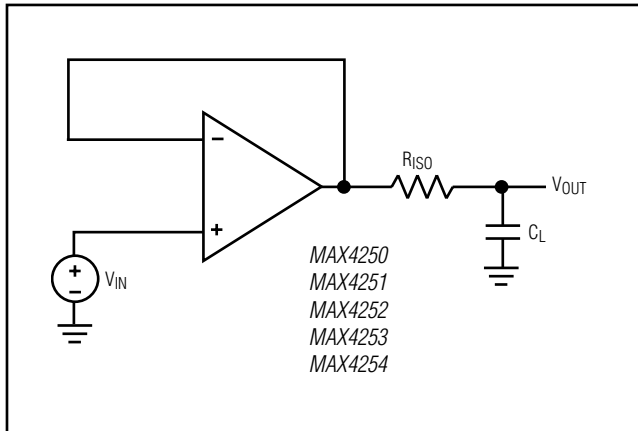 −
R_ISO
V_OUT
+
C_L
+
−
V_IN
MAX4250
MAX4251
MAX4252
MAX4253
MAX4254